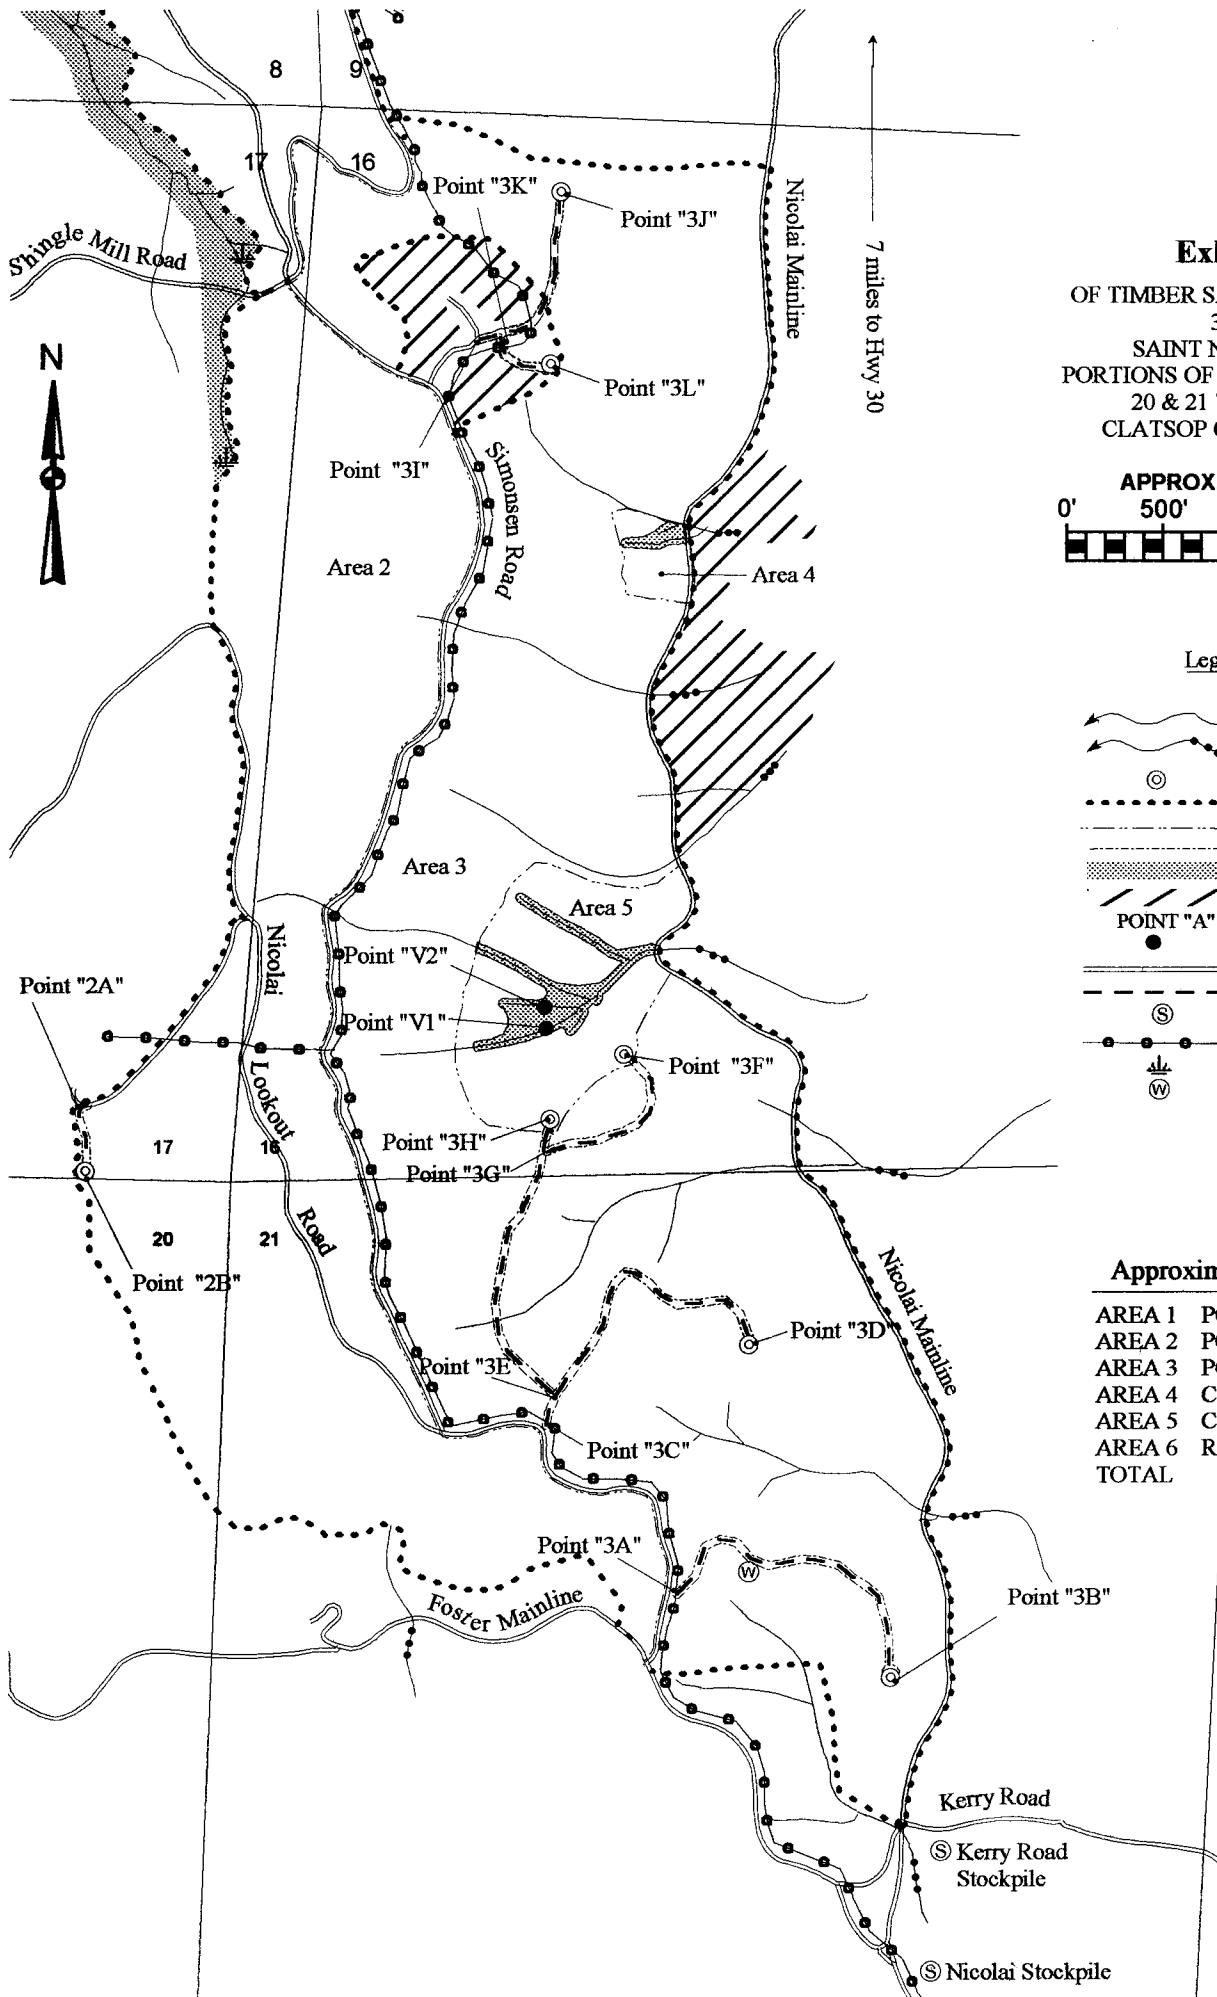 8
9
17
16
Point "3K"
Point "3J"
Nicolai Mainline
7 miles to Hwy 30
Shingle Mill Road
N
Point "3L"
Point "3I"
Simonsen Road
Area 2
Area 4
Area 3
Area 5
Nicolai
Point "V2"
Point "2A"
Point "V1"
Lookout
Point "3F"
17
16
Point "3H"
Point "3G"
20
21
Road
Point "2B"
Nicolai Mainline
Point "3D"
Point "3E"
Point "3C"
Point "3A"
W
Point "3B"
Foster Mainline
Kerry Road
S Kerry Road
Stockpile
S Nicolai Stockpile
Exl
OF TIMBER S
3
SAINT N
PORTIONS OF
20 & 21
CLATSOP
APPROX
0' 500'
Leg
POINT "A"
S
W
Approxin
AREA 1 P
AREA 2 P
AREA 3 P
AREA 4 C
AREA 5 C
AREA 6 R
TOTAL